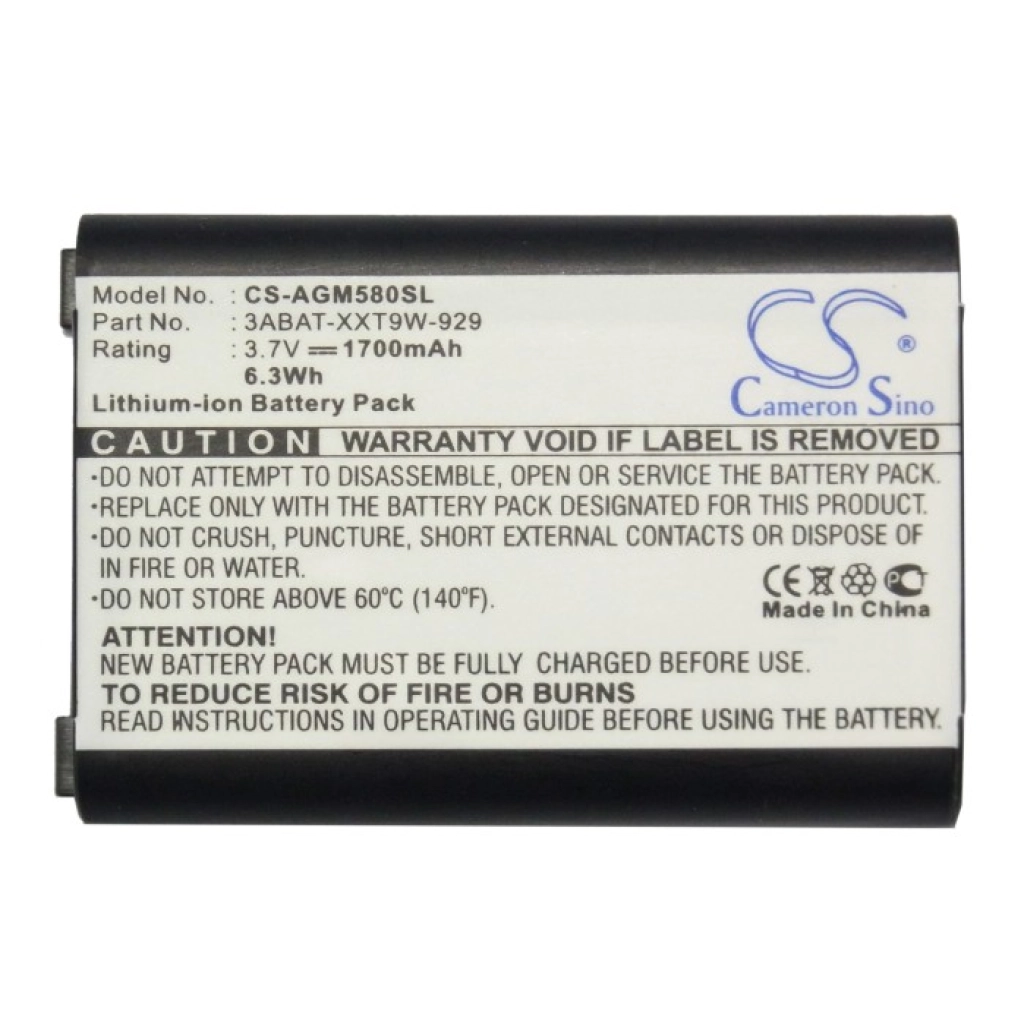 Model No. : CS-AGM580SL
Part No. : 3ABAT-XXT9W-929
Rating : 3.7V ⎓ 1700mAh
6.3Wh
Lithium-ion Battery Pack
CS ®
Cameron Sino
CAUTION WARRANTY VOID IF LABEL IS REMOVED
·DO NOT ATTEMPT TO DISASSEMBLE, OPEN OR SERVICE THE BATTERY PACK.
·REPLACE ONLY WITH THE BATTERY PACK DESIGNATED FOR THIS PRODUCT.
·DO NOT CRUSH, PUNCTURE, SHORT EXTERNAL CONTACTS OR DISPOSE OF
IN FIRE OR WATER.
·DO NOT STORE ABOVE 60°C (140°F).
CE PC
Made In China
ATTENTION!
NEW BATTERY PACK MUST BE FULLY CHARGED BEFORE USE.
TO REDUCE RISK OF FIRE OR BURNS
READ INSTRUCTIONS IN OPERATING GUIDE BEFORE USE THE BATTERY.